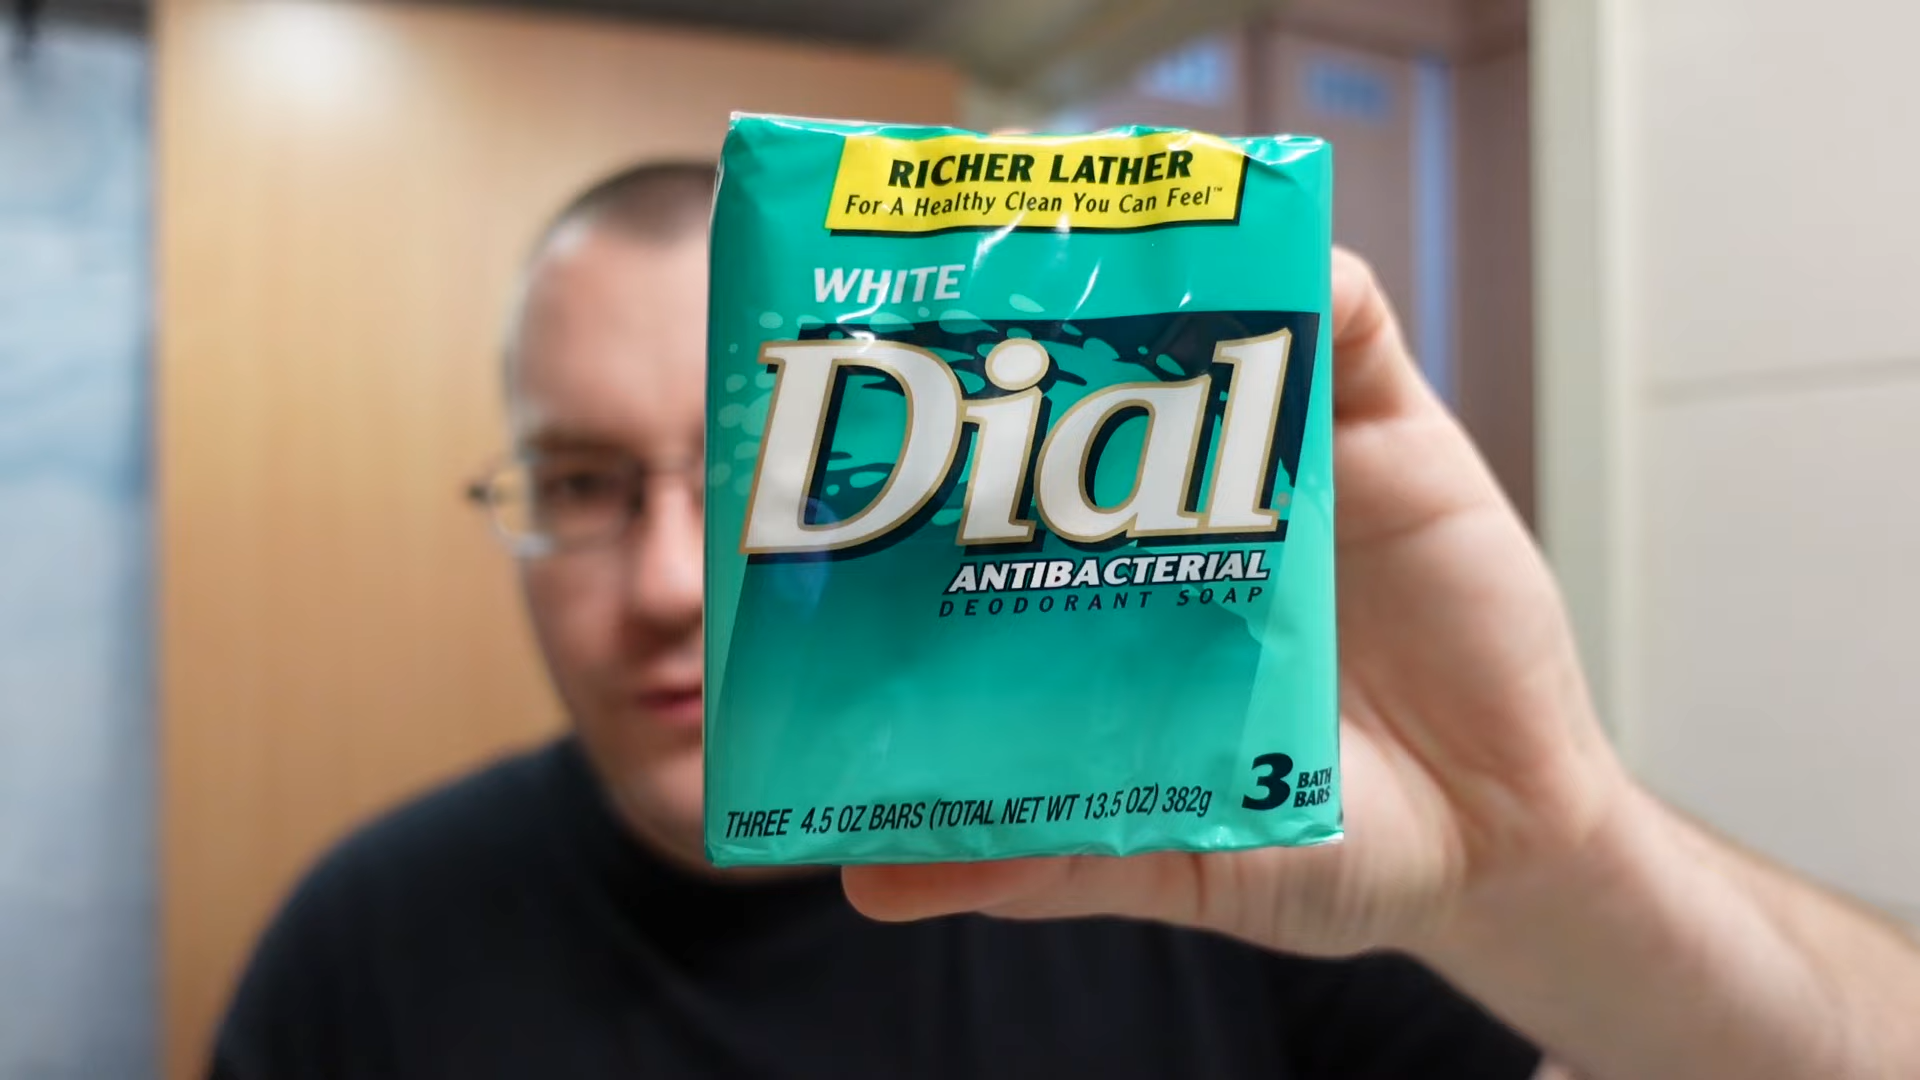 RICHER LATHER
For A Healthy Clean You Can Feel™
WHITE
Dial®
ANTIBACTERIAL
DEODORANT SOAP
THREE 4.5 OZ BARS (TOTAL NET WT 13.5 OZ) 382g
3 BATH
BARS